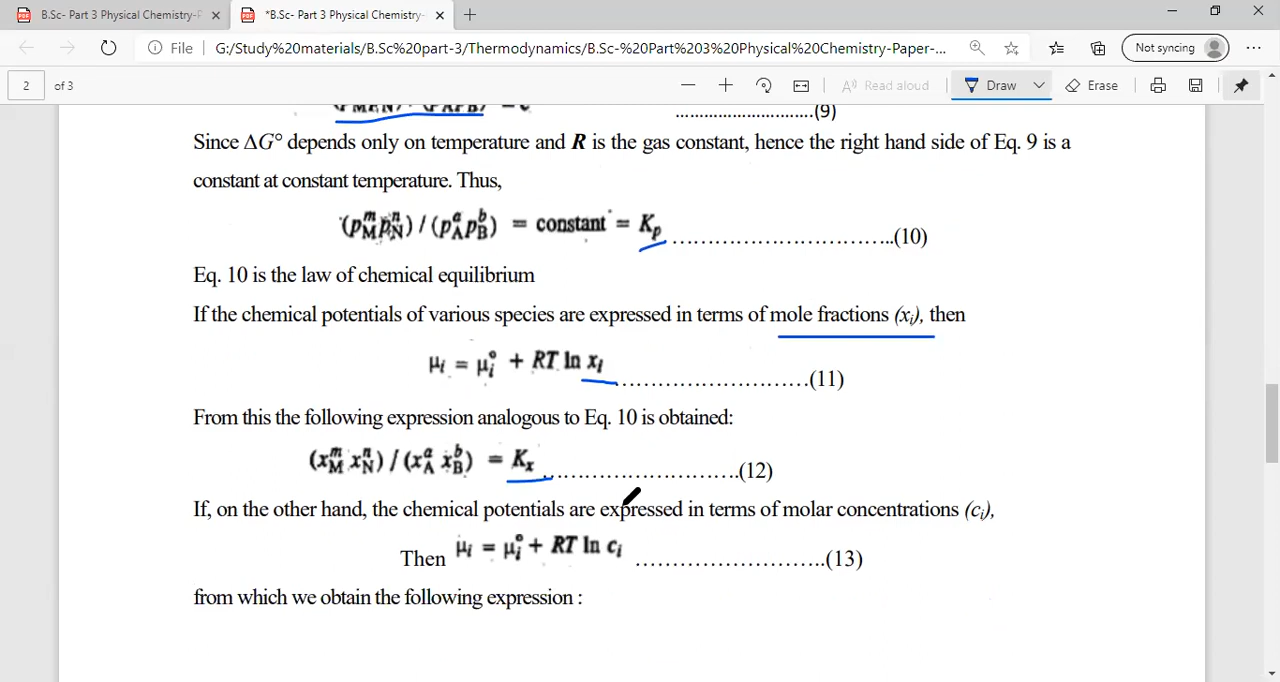 B.Sc- Part 3 Physical Chemistry-P
*B.Sc- Part 3 Physical Chemistry-
File G:/Study%20materials/B.Sc%20part-3/Thermodynamics/B.Sc-%20Part%203%20Physical%20Chemistry-Paper-... Not syncing
2 of 3 Read aloud Draw Erase
…………………………(9)
Since ΔG° depends only on temperature and R is the gas constant, hence the right hand side of Eq. 9 is a
constant at constant temperature. Thus,
(p_M^m p_N^n) / (p_A^a p_B^b) = constant = K_p …………………………..(10)
Eq. 10 is the law of chemical equilibrium
If the chemical potentials of various species are expressed in terms of mole fractions (x_i), then
μ_i = μ_i° + RT ln x_i …………………………(11)
From this the following expression analogous to Eq. 10 is obtained:
(x_M^m x_N^n) / (x_A^a x_B^b) = K_x …………………………(12)
If, on the other hand, the chemical potentials are expressed in terms of molar concentrations (c_i),
Then μ_i = μ_i° + RT ln c_i ……………………..(13)
from which we obtain the following expression :